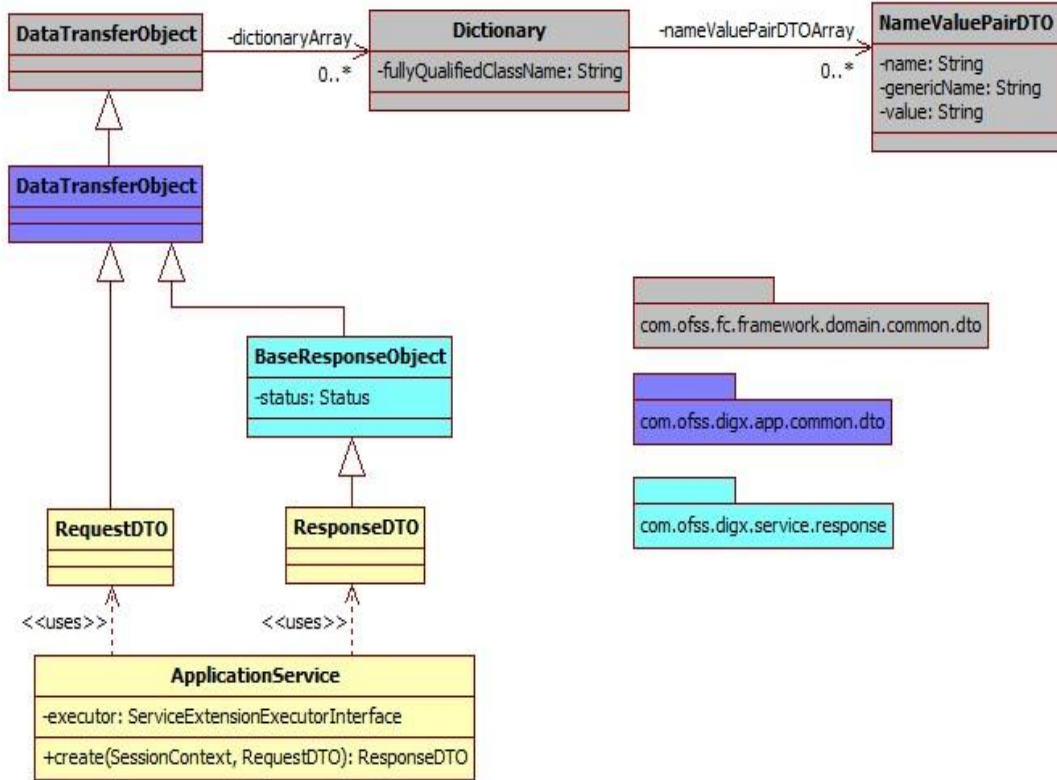 DataTransferObject
-dictionaryArray
0..*
Dictionary
-fullyQualifiedClassName: String
-nameValuePairDTOArray
0..*
NameValuePairDTO
-name: String
-genericName: String
-value: String
DataTransferObject
BaseResponseObject
-status: Status
com.ofss.fc.framework.domain.common.dto
com.ofss.digx.app.common.dto
com.ofss.digx.service.response
RequestDTO
ResponseDTO
<<uses>>
<<uses>>
ApplicationService
-executor: ServiceExtensionExecutorInterface
+create(SessionContext, RequestDTO): ResponseDTO